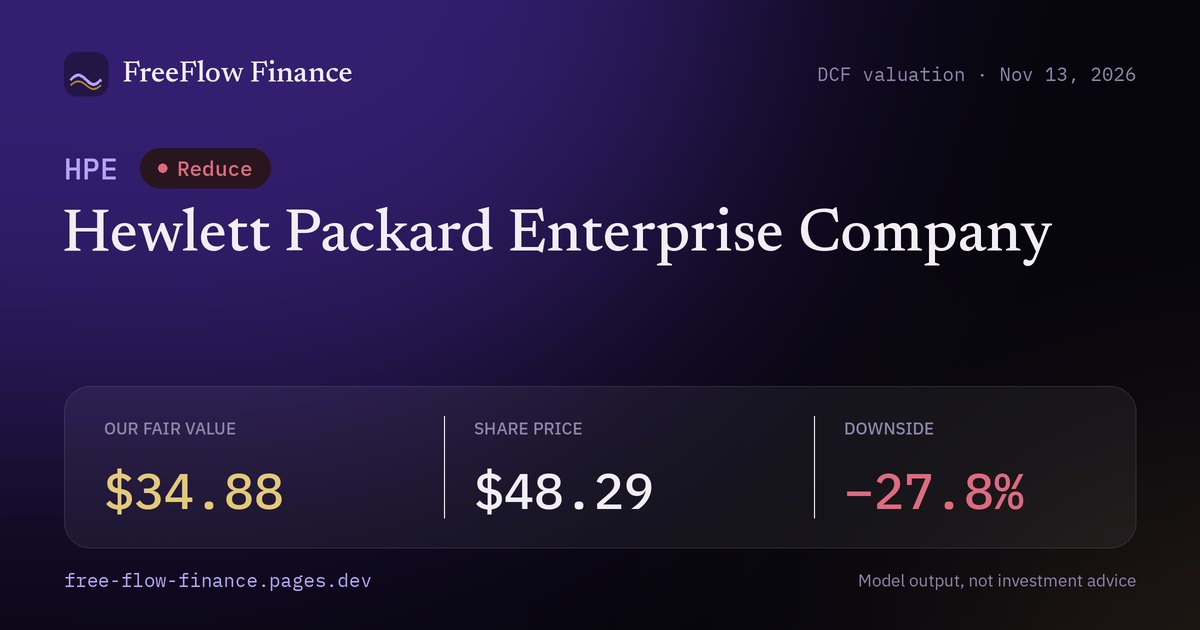 FreeFlow Finance
DCF valuation · Nov 13, 2026
HPE
Reduce
Hewlett Packard Enterprise Company
OUR FAIR VALUE
$34.88
SHARE PRICE
$48.29
DOWNSIDE
−27.8%
free-flow-finance.pages.dev
Model output, not investment advice